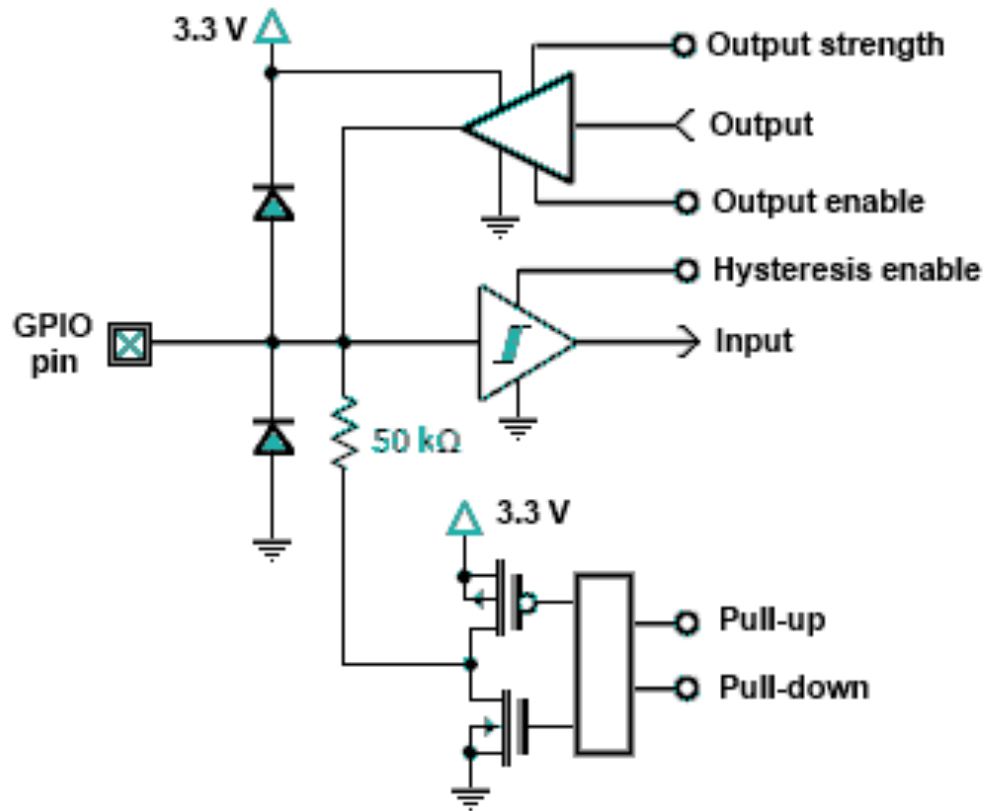 3.3 V
Output strength
Output
Output enable
Hysteresis enable
GPIO
pin
Input
50 kΩ
3.3 V
Pull-up
Pull-down